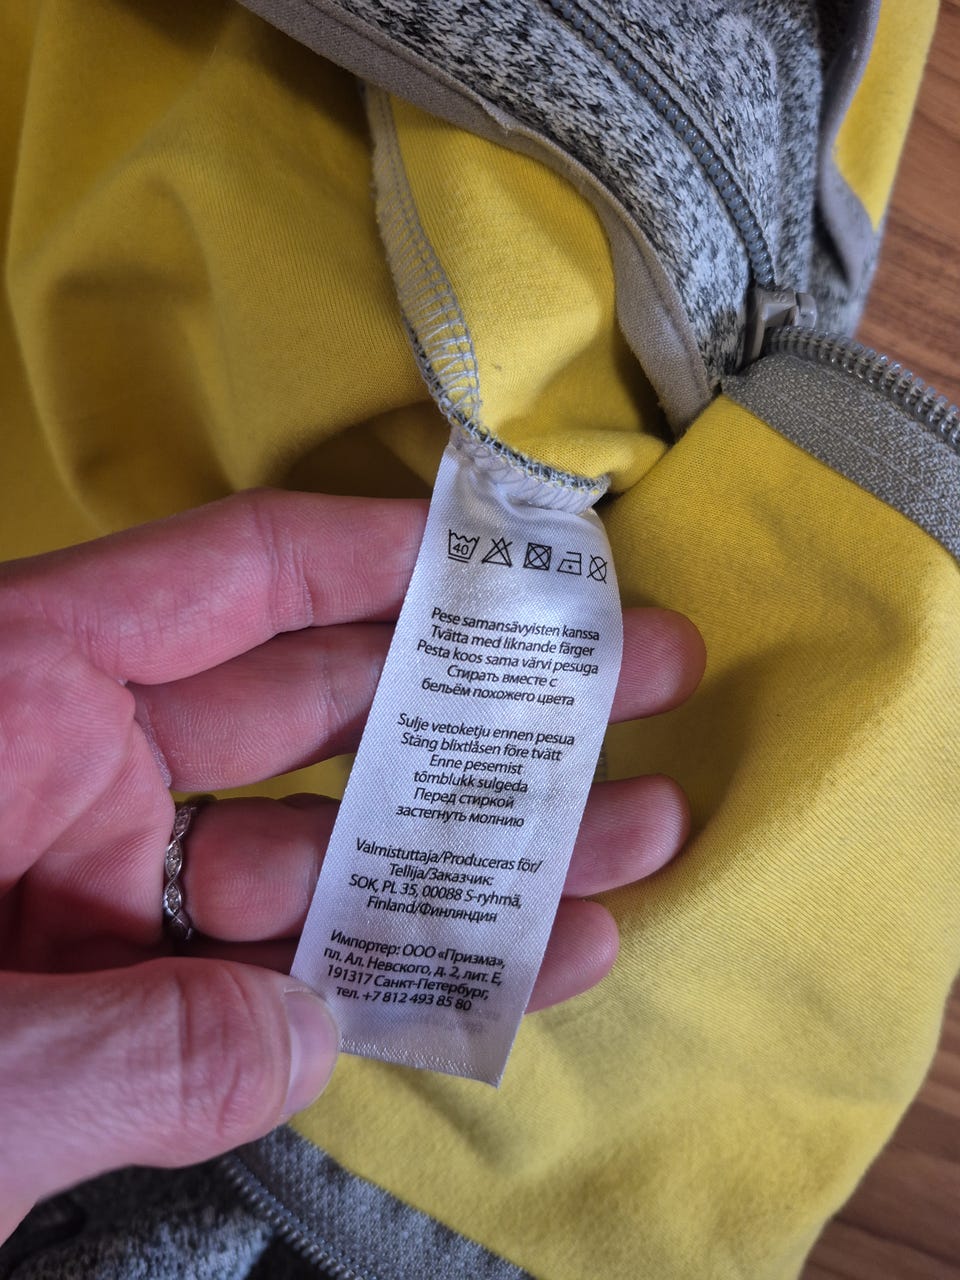 40
Pese samansävyisten kanssa
Tvätta med liknande färger
Pesta koos sama värvi pesuga
Стирать вместе с
бельём похожего цвета
Sulje vetoketju ennen pesua
Stäng blixtlåsen före tvätt
Enne pesemist
tõmblukk sulgeda
Перед стиркой
застегнуть молнию
Valmistuttaja/Produceras för/
Tellija/Заказчик:
SOK, PL 35, 00088 S-ryhmä,
Finland/Финляндия
Импортер: ООО «Призма»,
пл. Ал. Невского, д. 2, лит. Е,
191317 Санкт-Петербург,
тел. +7 812 493 85 80